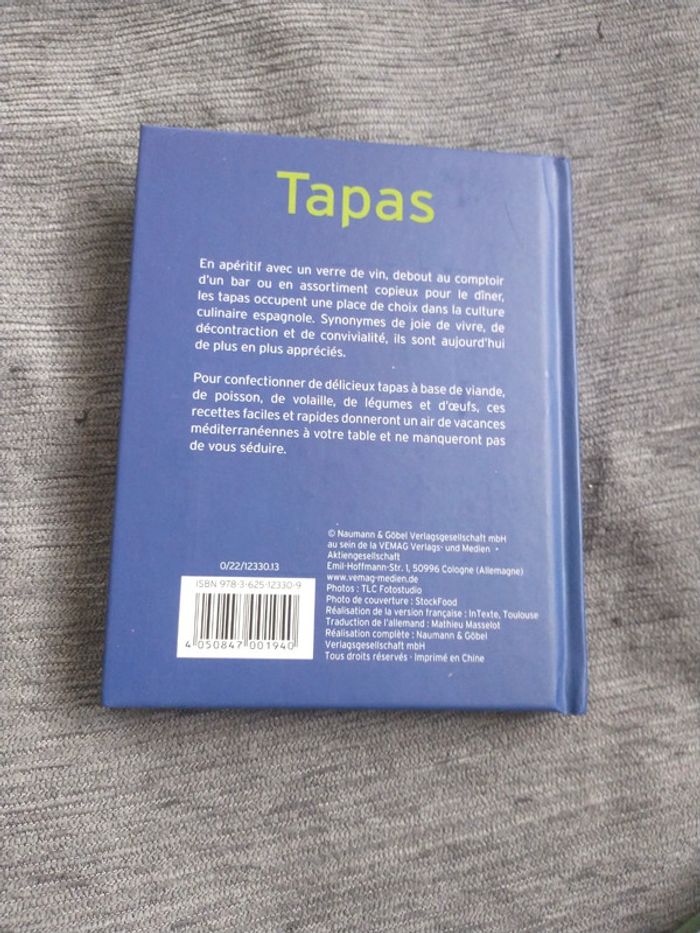 Tapas
En apéritif avec un verre de vin, debout au comptoir
d'un bar ou en assortiment copieux pour le dîner,
les tapas occupent une place de choix dans la culture
culinaire espagnole. Synonymes de joie de vivre, de
décontraction et de convivialité, ils sont aujourd'hui
de plus en plus appréciés.
Pour confectionner de délicieux tapas à base de viande,
de poisson, de volaille, de légumes et d'œufs, ces
recettes faciles et rapides donneront un air de vacances
méditerranéennes à votre table et ne manqueront pas
de vous séduire.
0/22/12330.13
ISBN 978-3-625-12330-9
4 050847 001940
© Naumann & Göbel Verlagsgesellschaft mbH
au sein de la VEMAG Verlags- und Medien
Aktiengesellschaft
Emil-Hoffmann-Str. 1, 50996 Cologne (Allemagne)
www.vemag-medien.de
Photos : TLC Fotostudio
Photo de couverture : StockFood
Réalisation de la version française : InTexte, Toulouse
Traduction de l'allemand : Mathieu Masselot
Réalisation complète : Naumann & Göbel
Verlagsgesellschaft mbH
Tous droits réservés · Imprimé en Chine